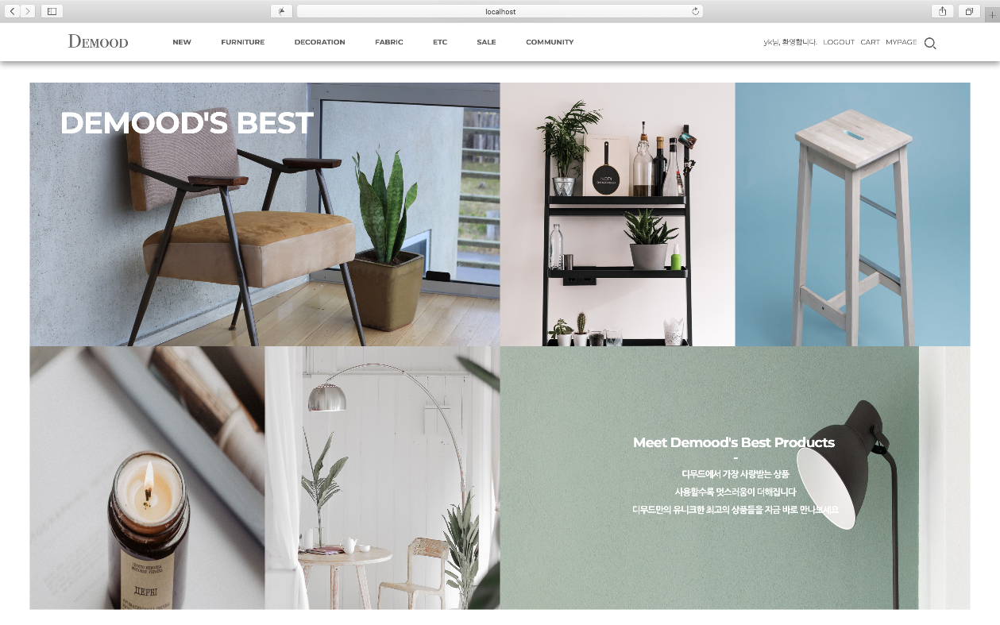 localhost
DEMOOD
NEW FURNITURE DECORATION FABRIC ETC SALE COMMUNITY
yk님, 환영합니다. LOGOUT CART MYPAGE
DEMOOD'S BEST
Meet Demood's Best Products
-
디무드에서 가장 사랑받는 상품
사용할수록 멋스러움이 더해집니다
디무드만의 유니크한 최고의 상품들을 지금 바로 만나보세요
ДЕРВІ